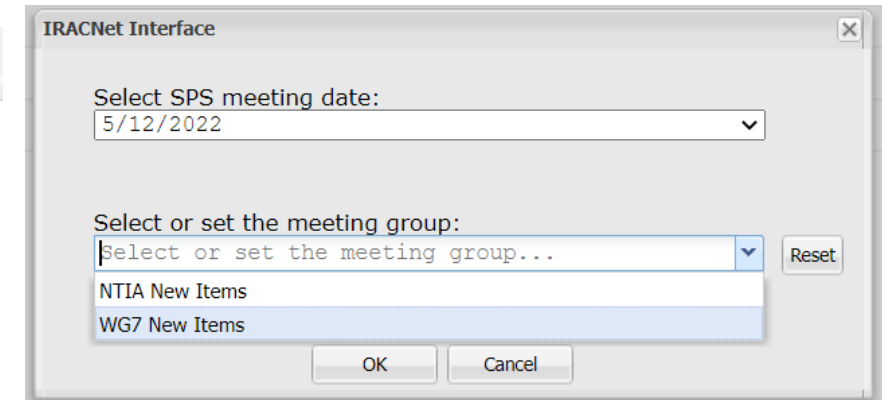 IRACNet Interface
Select SPS meeting date:
5/12/2022
Select or set the meeting group:
Select or set the meeting group...
Reset
NTIA New Items
WG7 New Items
OK
Cancel